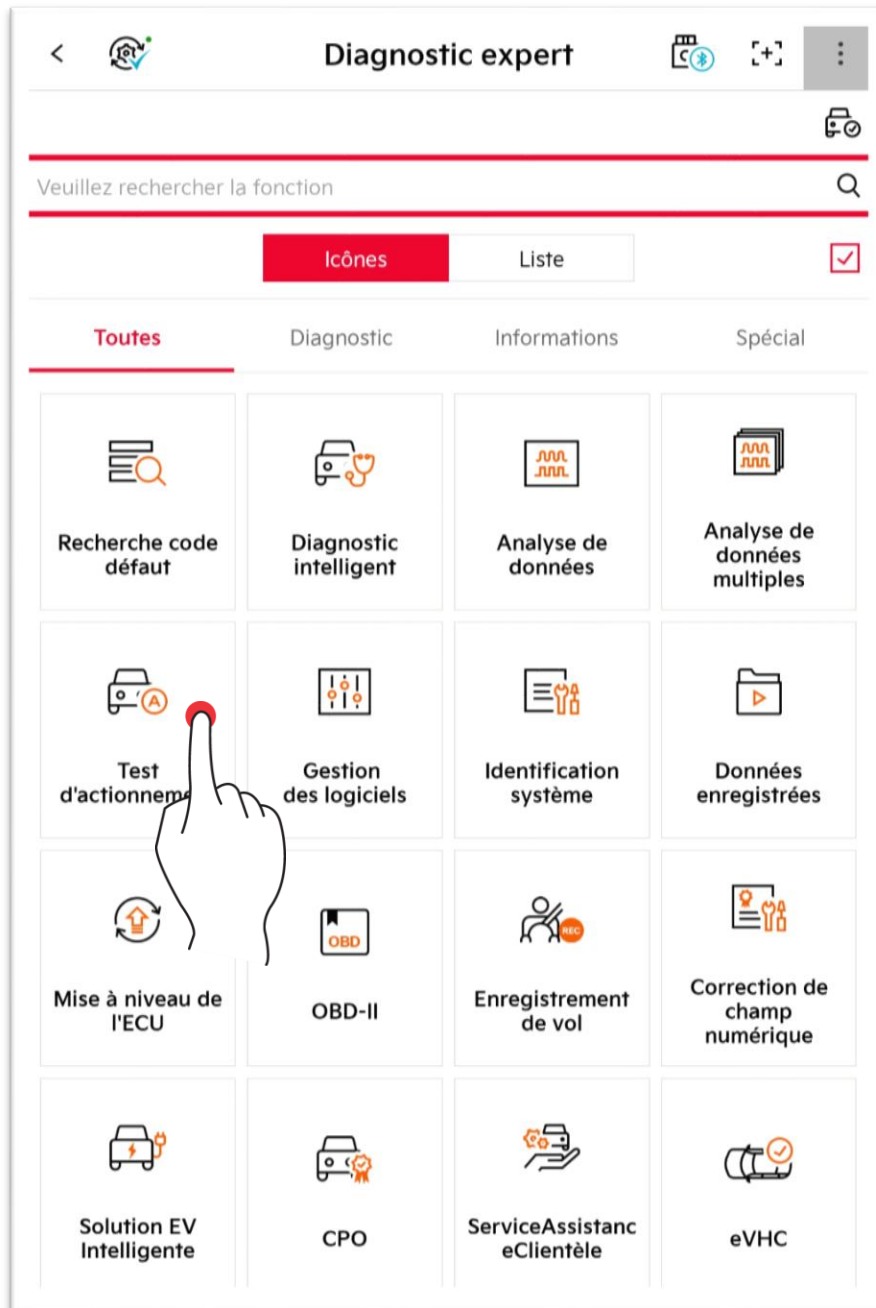 Diagnostic expert
Veuillez rechercher la fonction
Icônes
Liste
Toutes
Diagnostic
Informations
Spécial
Recherche code
défaut
Diagnostic
intelligent
Analyse de
données
Analyse de
données
multiples
A
Test
d'actionneme
Gestion
des logiciels
Identification
système
Données
enregistrées
Mise à niveau de
l'ECU
OBD
OBD-II
REC
Enregistrement
de vol
Correction de
champ
numérique
Solution EV
Intelligente
CPO
ServiceAssistanc
eClientèle
eVHC